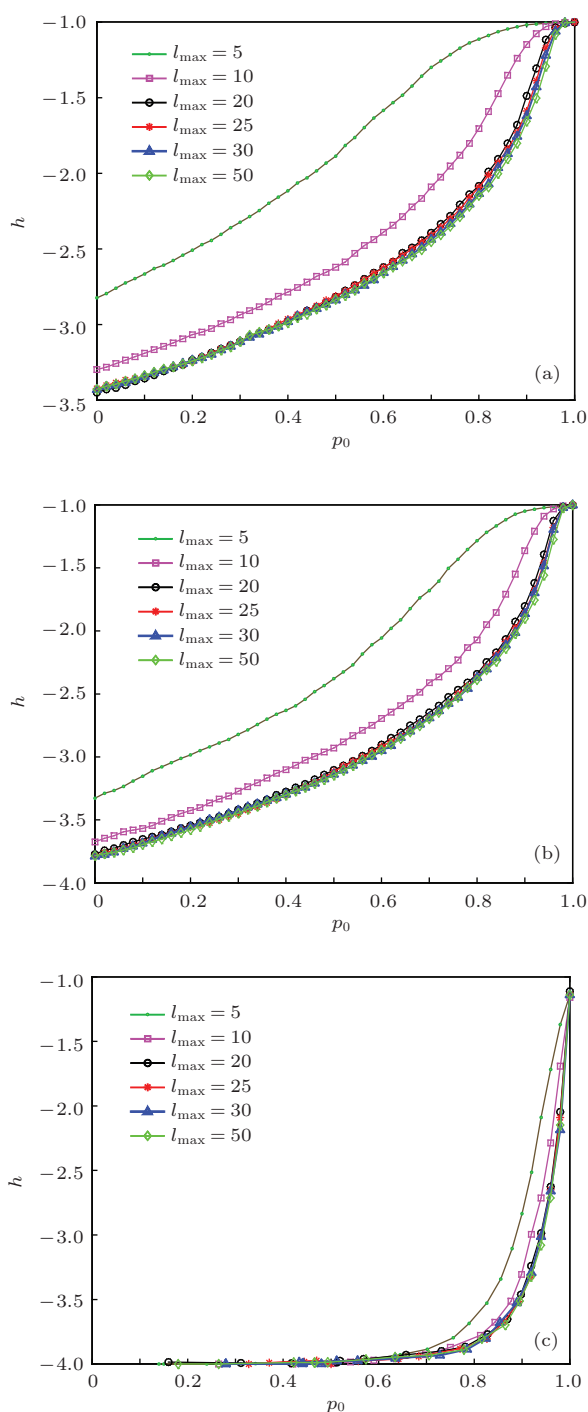 −1.0
−1.5
−2.0
−2.5
−3.0
−3.5
h
l_max = 5
l_max = 10
l_max = 20
l_max = 25
l_max = 30
l_max = 50
(a)
0 0.2 0.4 0.6 0.8 1.0
p_0
−1.0
−1.5
−2.0
−2.5
−3.0
−3.5
−4.0
h
l_max = 5
l_max = 10
l_max = 20
l_max = 25
l_max = 30
l_max = 50
(b)
0 0.2 0.4 0.6 0.8 1.0
p_0
−1.0
−1.5
−2.0
−2.5
−3.0
−3.5
−4.0
h
l_max = 5
l_max = 10
l_max = 20
l_max = 25
l_max = 30
l_max = 50
(c)
0 0.2 0.4 0.6 0.8 1.0
p_0